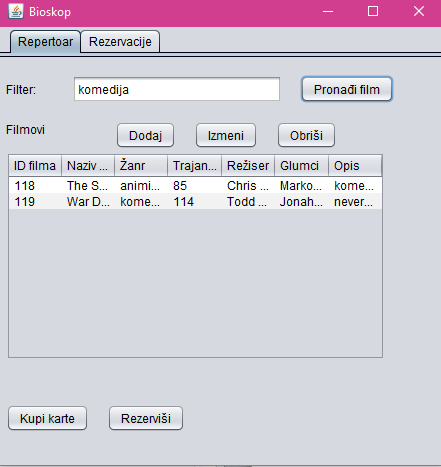 Bioskop
Repertoar Rezervacije
Filter: komedija Pronađi film
Filmovi Dodaj Izmeni Obriši
ID filma Naziv ... Žanr Trajan... Režiser Glumci Opis
118 The S... animi... 85 Chris ... Marko... kome...
119 War D... kome... 114 Todd ... Jonah... never...
Kupi karte Rezerviši